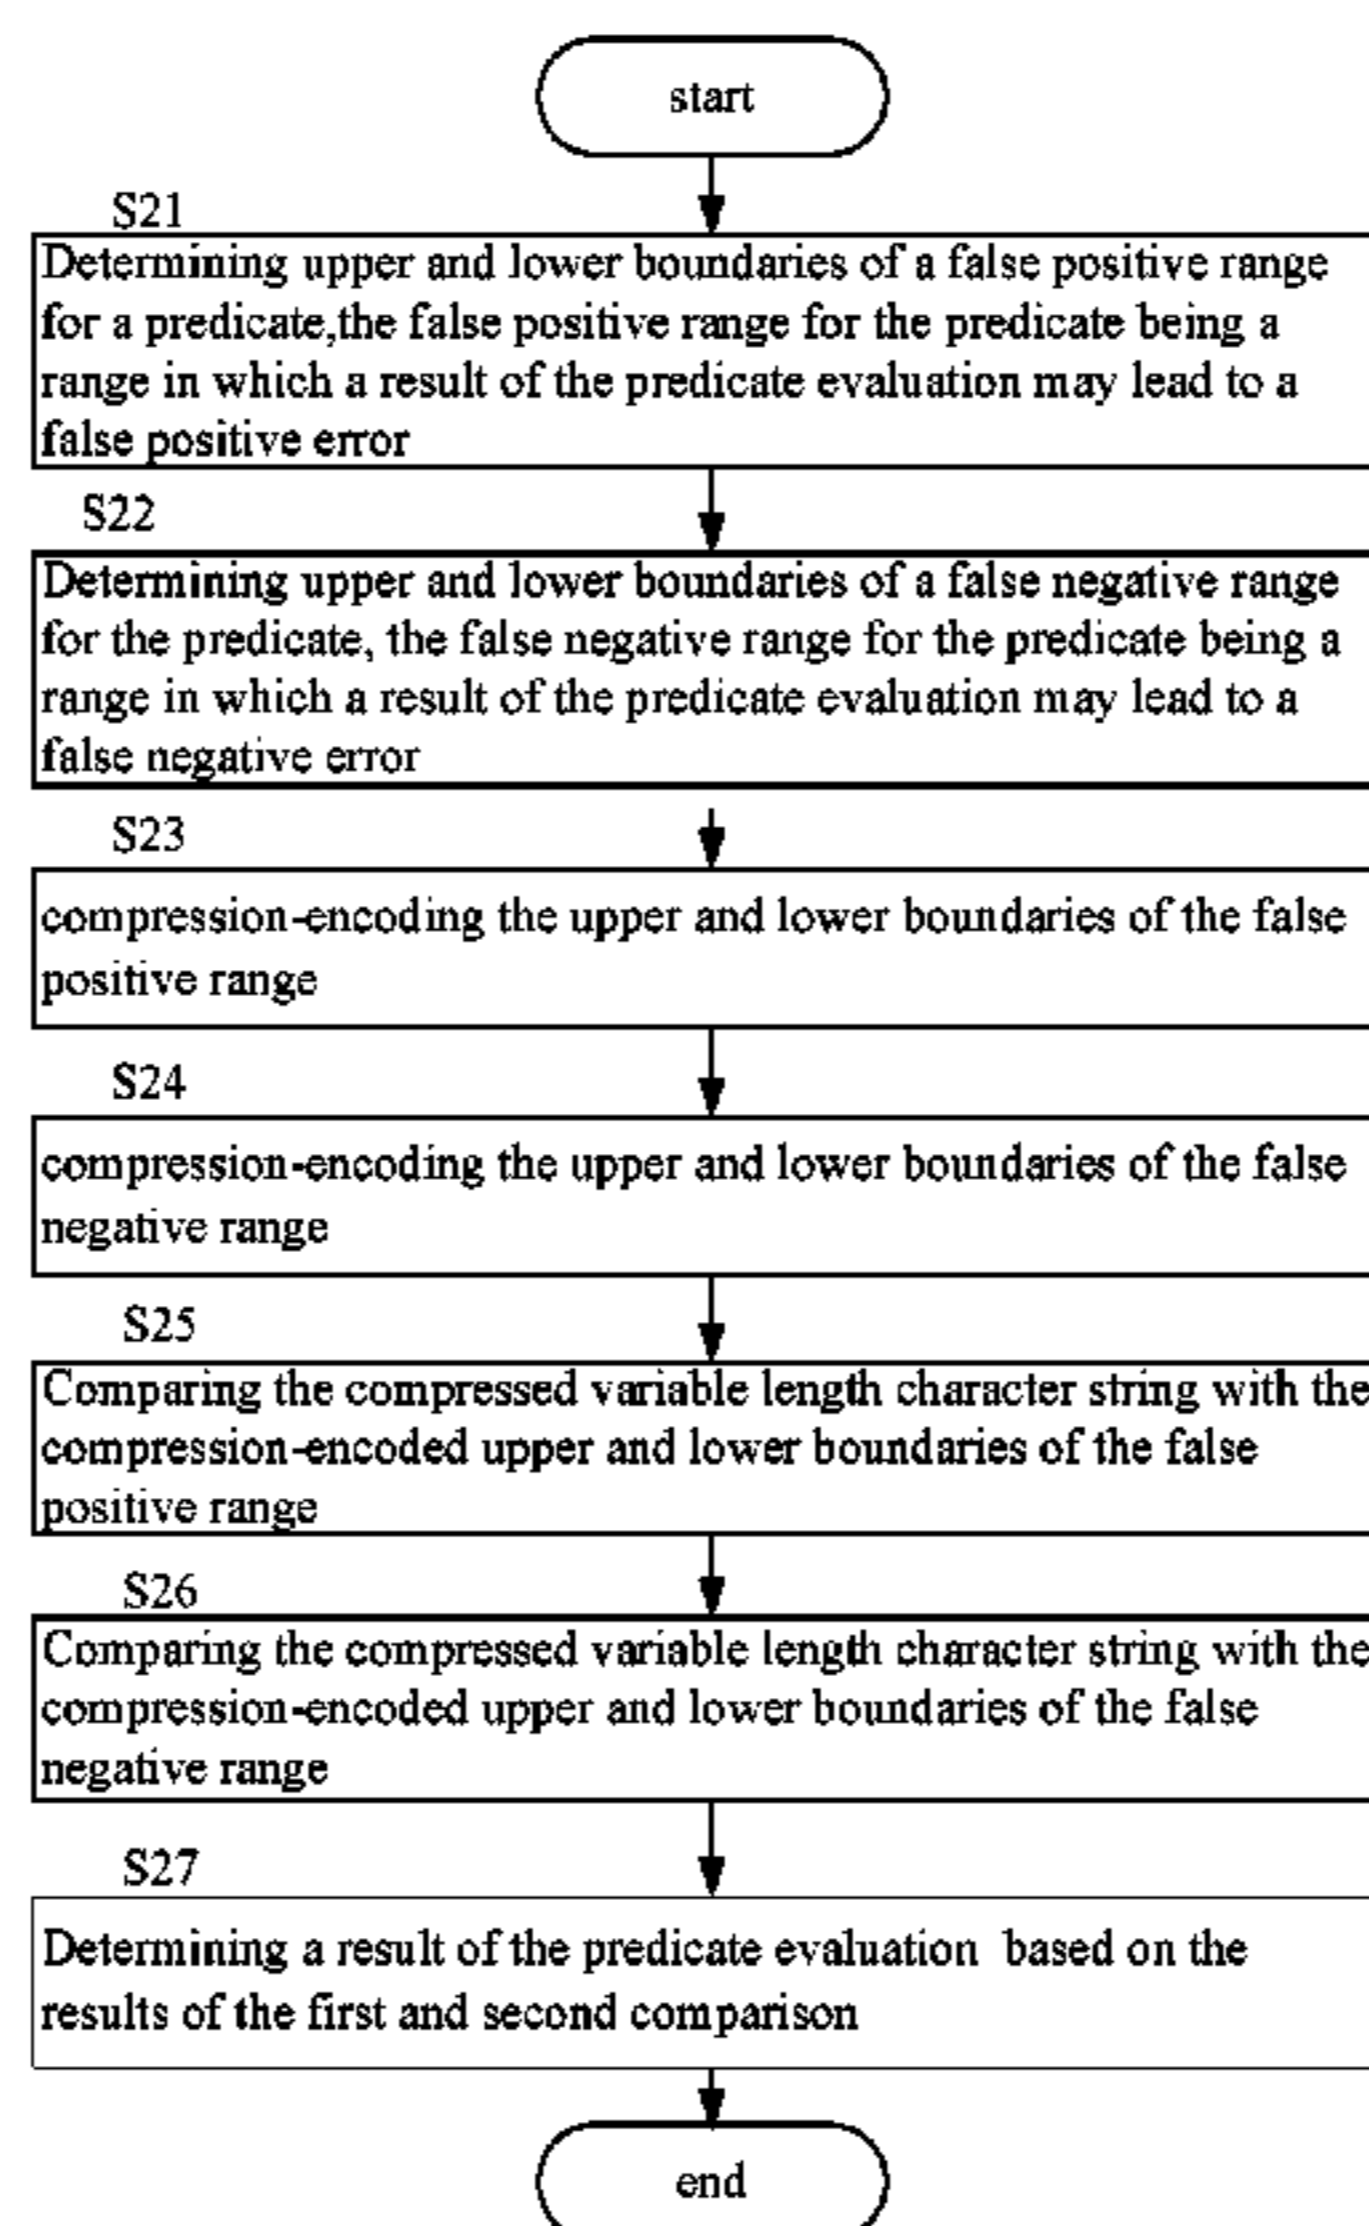 start
S21
Determining upper and lower boundaries of a false positive range
for a predicate,the false positive range for the predicate being a
range in which a result of the predicate evaluation may lead to a
false positive error
S22
Determining upper and lower boundaries of a false negative range
for the predicate, the false negative range for the predicate being a
range in which a result of the predicate evaluation may lead to a
false negative error
S23
compression-encoding the upper and lower boundaries of the false
positive range
S24
compression-encoding the upper and lower boundaries of the false
negative range
S25
Comparing the compressed variable length character string with the
compression-encoded upper and lower boundaries of the false
positive range
S26
Comparing the compressed variable length character string with the
compression-encoded upper and lower boundaries of the false
negative range
S27
Determining a result of the predicate evaluation based on the
results of the first and second comparison
end